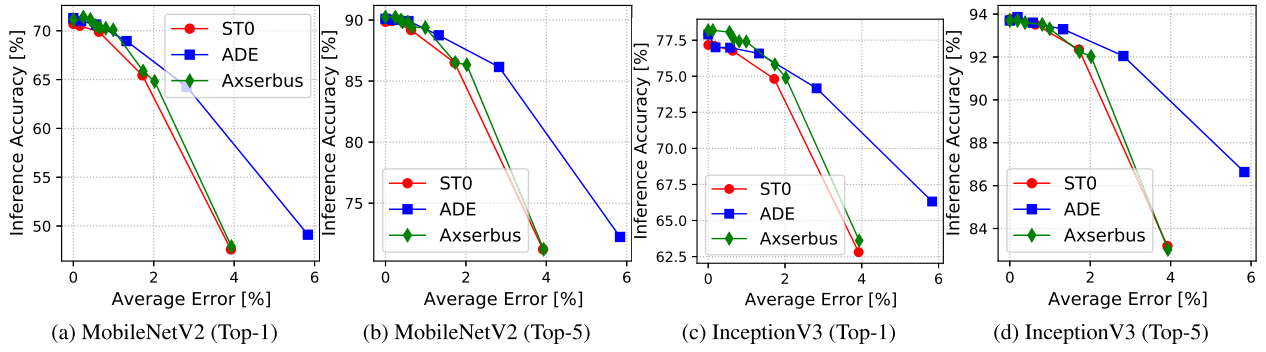 70
65
60
55
50
0
2
4
6
Inference Accuracy [%]
Average Error [%]
ST0
ADE
Axserbus
(a) MobileNetV2 (Top-1)
90
85
80
75
0
2
4
6
Inference Accuracy [%]
Average Error [%]
ST0
ADE
Axserbus
(b) MobileNetV2 (Top-5)
77.5
75.0
72.5
70.0
67.5
65.0
62.5
0
2
4
6
Inference Accuracy [%]
Average Error [%]
ST0
ADE
Axserbus
(c) InceptionV3 (Top-1)
94
92
90
88
86
84
0
2
4
6
Inference Accuracy [%]
Average Error [%]
ST0
ADE
Axserbus
(d) InceptionV3 (Top-5)